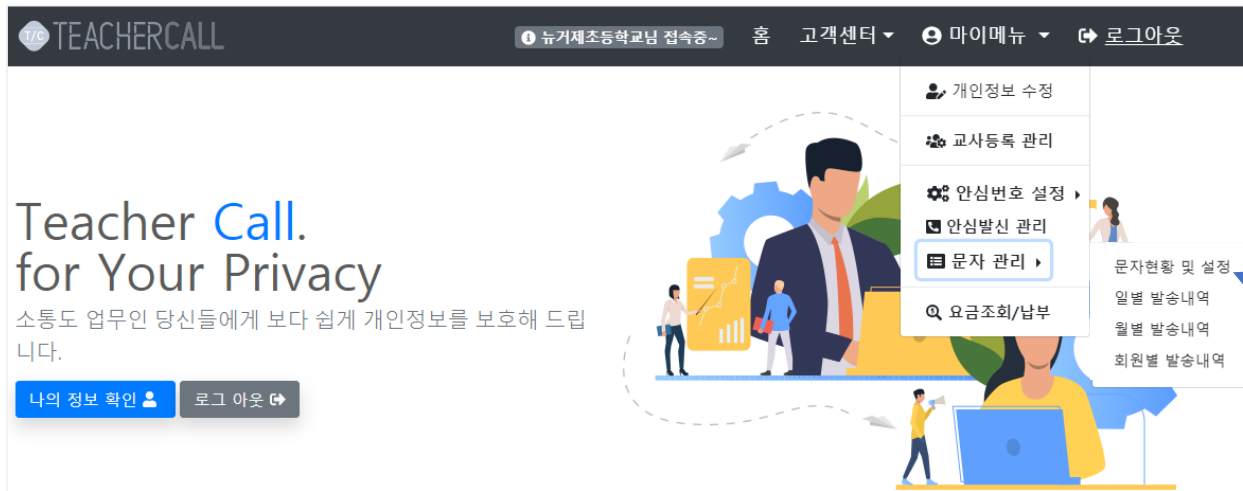 T/C TEACHERCALL
뉴거제초등학교님 접속중~
홈
고객센터
마이메뉴
로그아웃
개인정보 수정
교사등록 관리
안심번호 설정
안심발신 관리
문자 관리
요금조회/납부
문자현황 및 설정
일별 발송내역
월별 발송내역
회원별 발송내역
Teacher Call.
for Your Privacy
소통도 업무인 당신들에게 보다 쉽게 개인정보를 보호해 드립
니다.
나의 정보 확인
로그 아웃